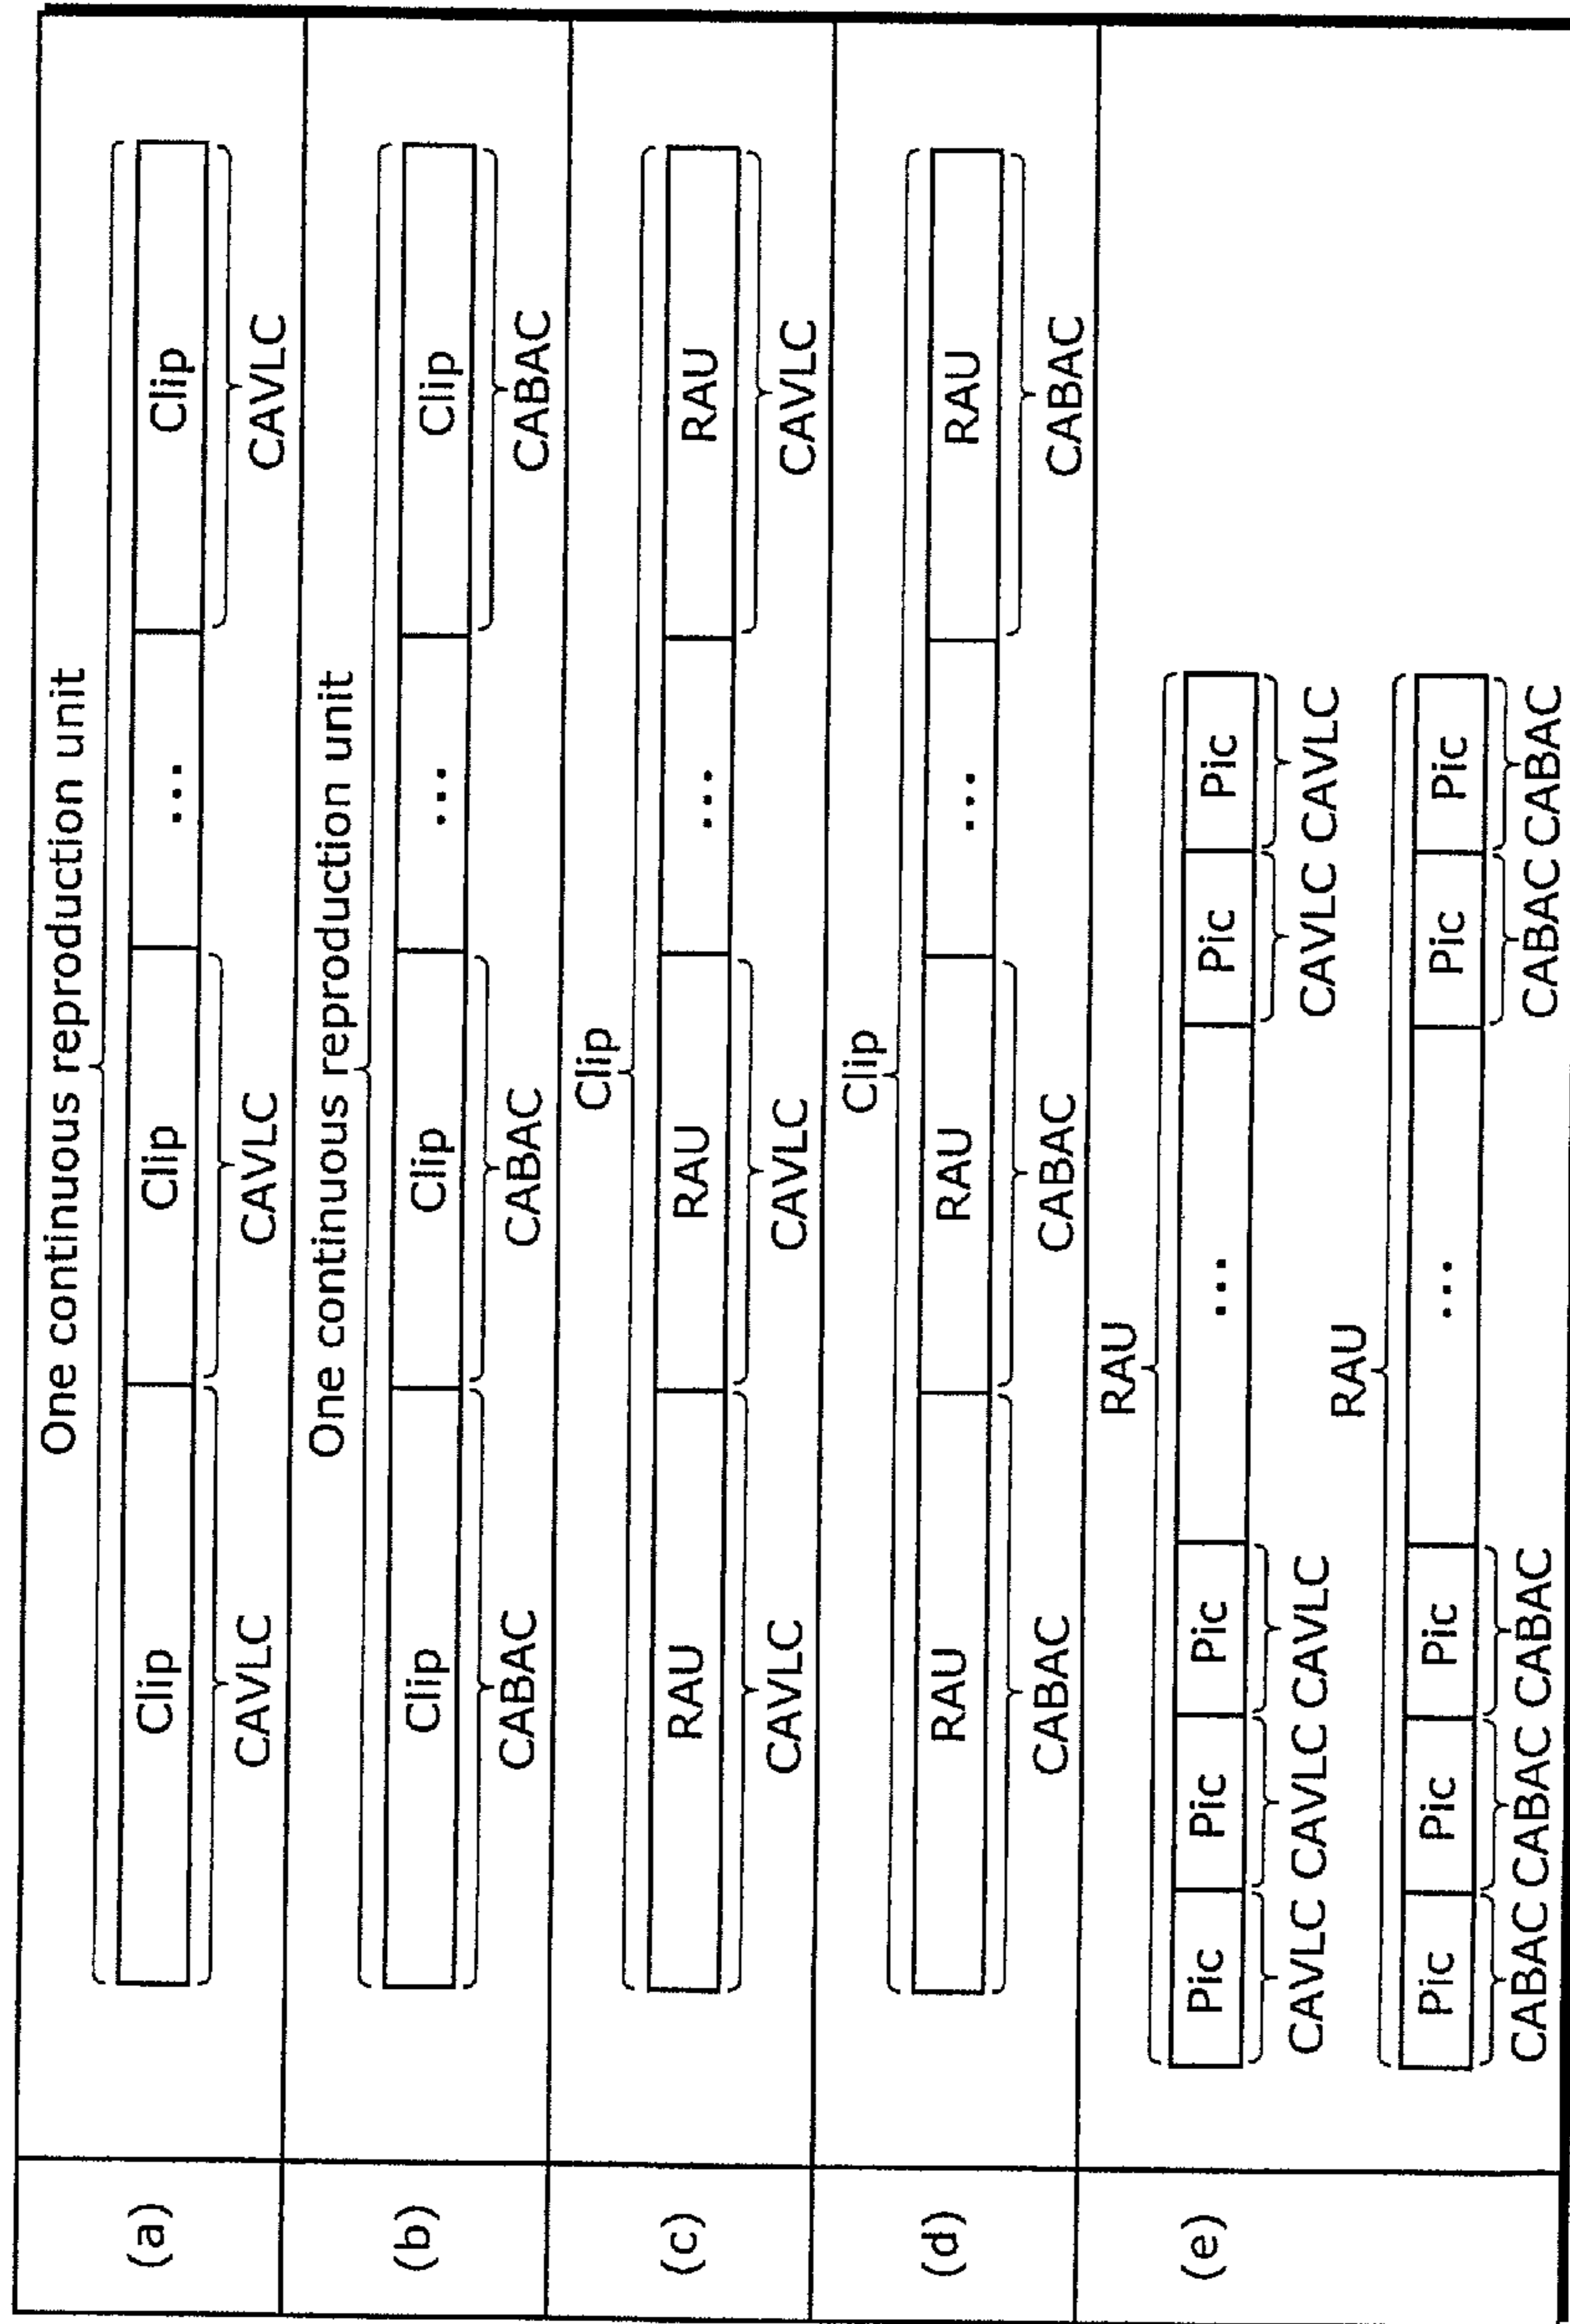 (a)
One continuous reproduction unit
Clip Clip ... Clip
CAVLC CAVLC CAVLC
(b)
One continuous reproduction unit
Clip Clip ... Clip
CABAC CABAC CABAC
(c)
Clip
RAU RAU ... RAU
CAVLC CAVLC CAVLC
(d)
Clip
RAU RAU ... RAU
CABAC CABAC CABAC
(e)
RAU
Pic Pic Pic ... Pic Pic
CAVLC CAVLC CAVLC CAVLC CAVLC
RAU
Pic Pic Pic ... Pic Pic
CABAC CABAC CABAC CABAC CABAC